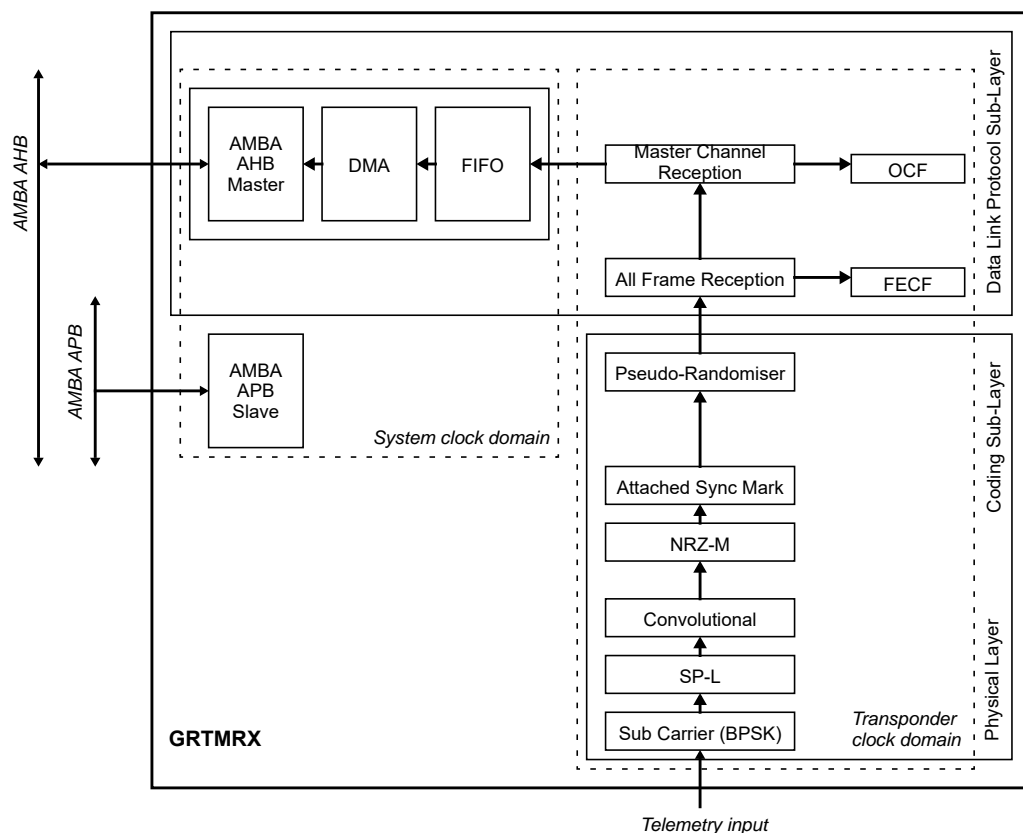 AMBA AHB
AMBA APB
AMBA
AHB
Master
DMA
FIFO
Master Channel
Reception
OCF
All Frame Reception
FECF
Data Link Protocol Sub-Layer
AMBA
APB
Slave
System clock domain
Pseudo-Randomiser
Attached Sync Mark
NRZ-M
Convolutional
SP-L
Sub Carrier (BPSK)
Coding Sub-Layer
Physical Layer
Transponder
clock domain
GRTMRX
Telemetry input